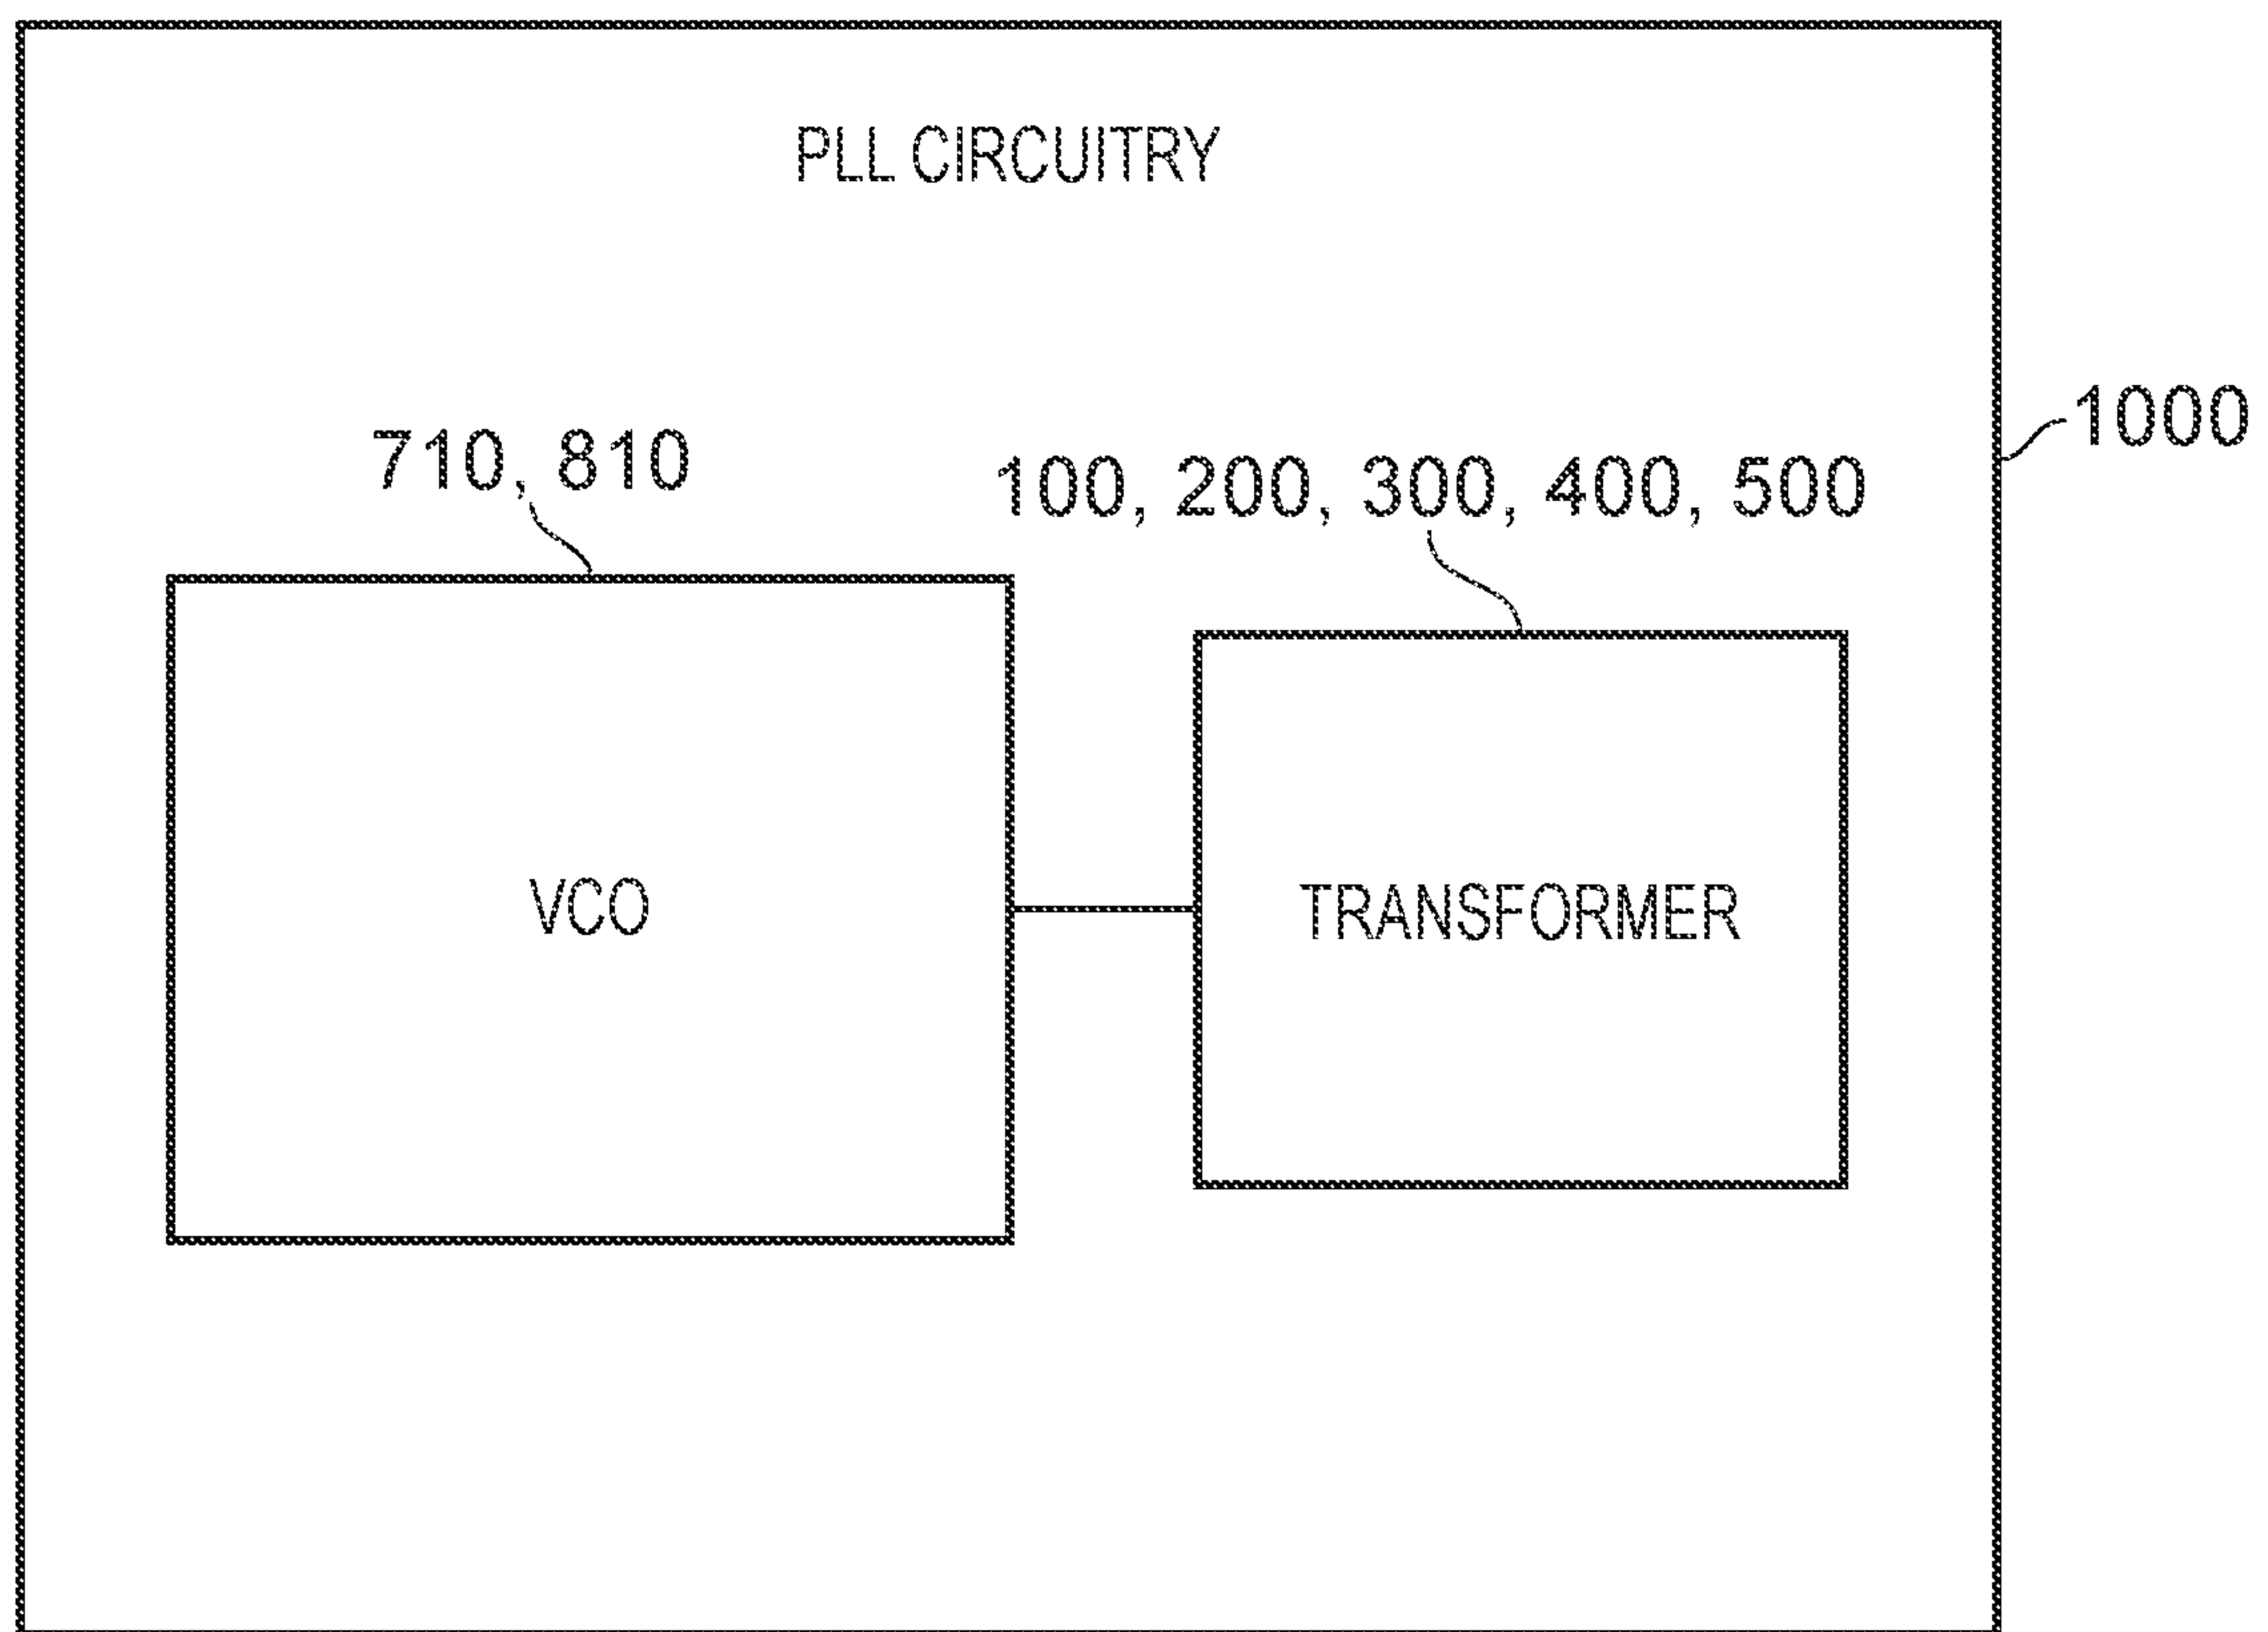 PLL CIRCUITRY
1000
710, 810
100, 200, 300, 400, 500
VCO
TRANSFORMER